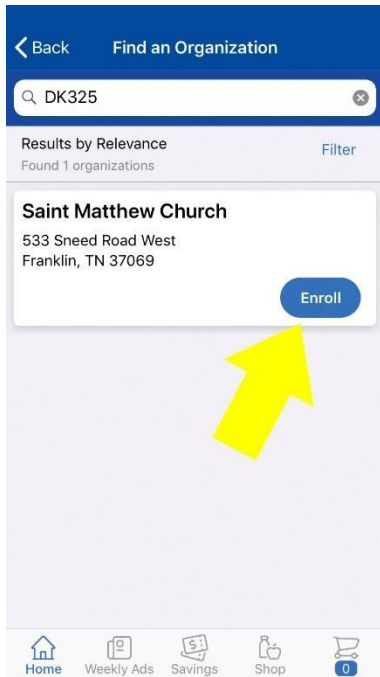 Back Find an Organization
DK325
Results by Relevance Filter
Found 1 organizations
Saint Matthew Church
533 Sneed Road West
Franklin, TN 37069
Enroll
Home Weekly Ads Savings Shop 0